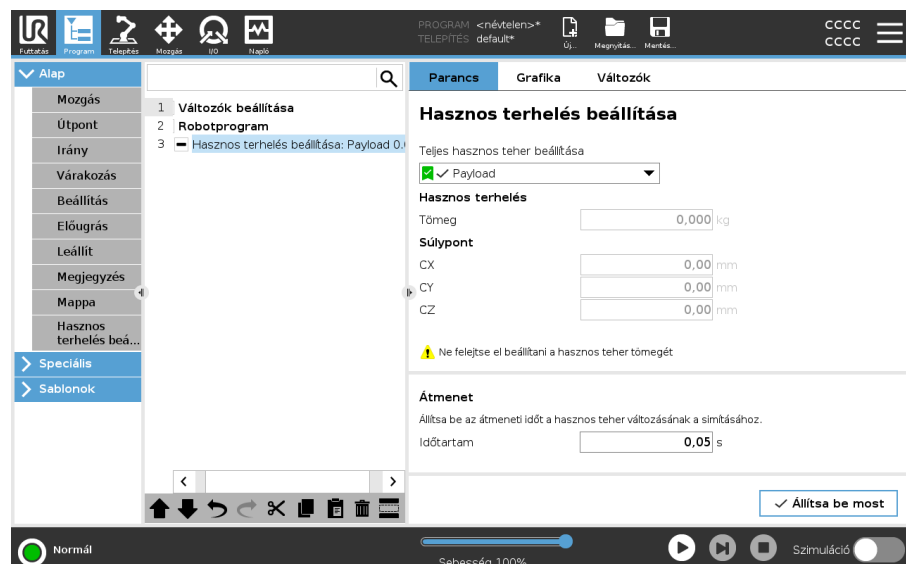 PROGRAM <névtelen>*
TELEPÍTÉS default*
CCCC
CCCC
Futtatás
Program
Telepítés
Mozgás
I/O
Napló
Új...
Megnyitás...
Mentés...
Alap
Mozgás
Útpont
Irány
Várakozás
Beállítás
Előugrás
Leállít
Megjegyzés
Mappa
Hasznos
terhelés beá...
Speciális
Sablonok
1 Változók beállítása
2 Robotprogram
3 Hasznos terhelés beállítása: Payload 0.
Parancs
Grafika
Változók
Hasznos terhelés beállítása
Teljes hasznos teher beállítása
Payload
Hasznos terhelés
Tömeg 0,000 kg
Súlypont
CX 0,00 mm
CY 0,00 mm
CZ 0,00 mm
Ne felejtse el beállítani a hasznos teher tömegét
Átmenet
Állítsa be az átmeneti időt a hasznos teher változásának a simításához.
Időtartam 0,05 s
Állítsa be most
Normál
Sebesség 100%
Szimuláció